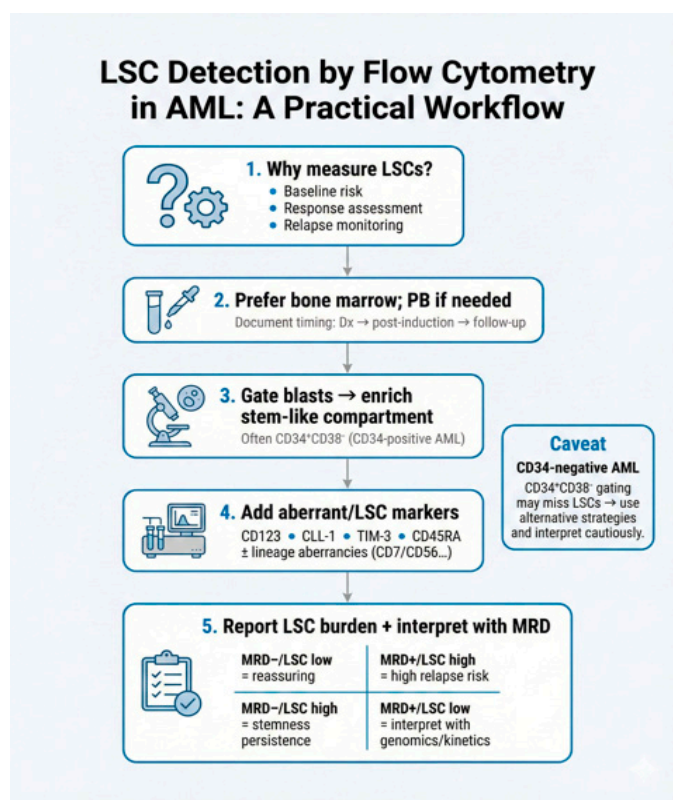 LSC Detection by Flow Cytometry
in AML: A Practical Workflow
1. Why measure LSCs?
• Baseline risk
• Response assessment
• Relapse monitoring
2. Prefer bone marrow; PB if needed
Document timing: Dx → post-induction → follow-up
3. Gate blasts → enrich
stem-like compartment
Often CD34⁺CD38⁻ (CD34-positive AML)
Caveat
CD34-negative AML
CD34⁺CD38⁻ gating
may miss LSCs → use
alternative strategies
and interpret cautiously.
4. Add aberrant/LSC markers
CD123 • CLL-1 • TIM-3 • CD45RA
± lineage aberrancies (CD7/CD56...)
5. Report LSC burden + interpret with MRD
MRD–/LSC low
= reassuring
MRD+/LSC high
= high relapse risk
MRD–/LSC high
= stemness
persistence
MRD+/LSC low
= interpret with
genomics/kinetics